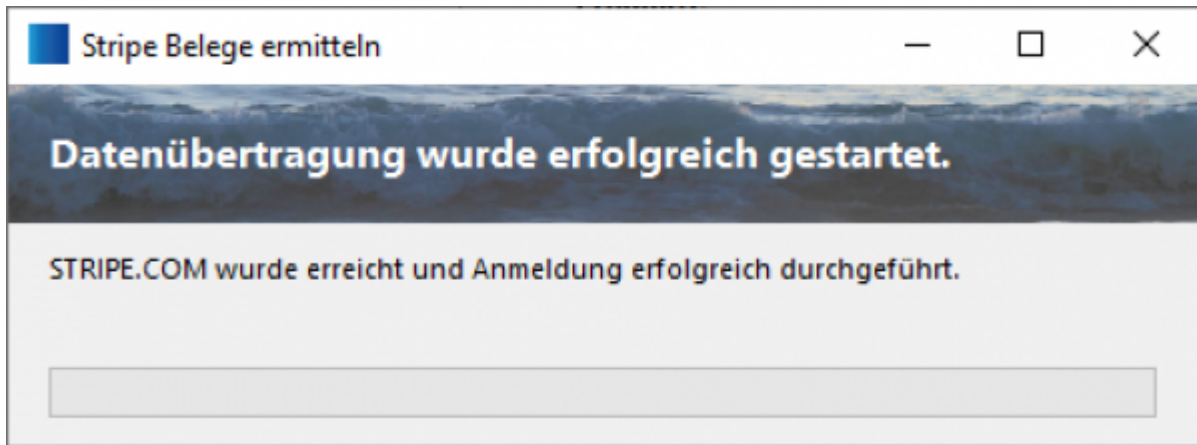 Stripe Belege ermitteln
Datenübertragung wurde erfolgreich gestartet.
STRIPE.COM wurde erreicht und Anmeldung erfolgreich durchgeführt.